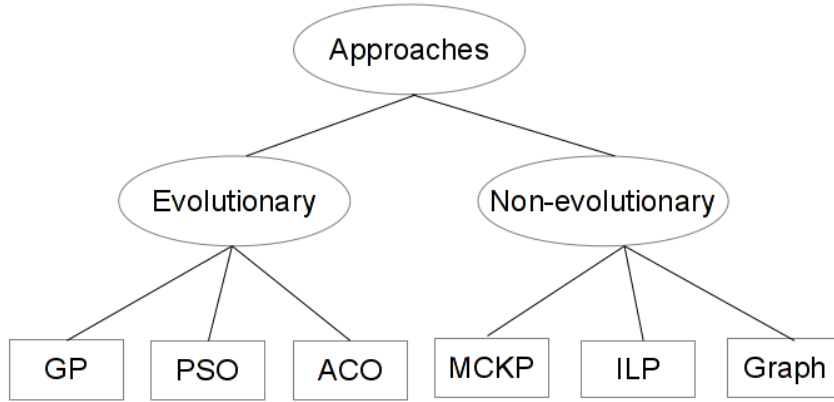 Approaches
Evolutionary
Non-evolutionary
GP
PSO
ACO
MCKP
ILP
Graph